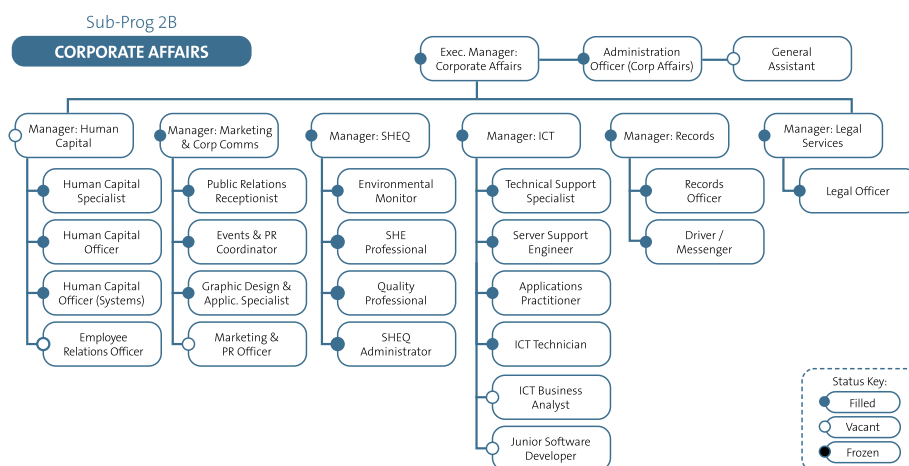 Sub-Prog 2B
CORPORATE AFFAIRS
Exec. Manager:
Corporate Affairs
Administration
Officer (Corp Affairs)
General
Assistant
Manager: Human
Capital
Manager: Marketing
& Corp Comms
Manager: SHEQ
Manager: ICT
Manager: Records
Manager: Legal
Services
Human Capital
Specialist
Human Capital
Officer
Human Capital
Officer (Systems)
Employee
Relations Officer
Public Relations
Receptionist
Events & PR
Coordinator
Graphic Design &
Applic. Specialist
Marketing &
PR Officer
Environmental
Monitor
SHE
Professional
Quality
Professional
SHEQ
Administrator
Technical Support
Specialist
Server Support
Engineer
Applications
Practitioner
ICT Technician
ICT Business
Analyst
Junior Software
Developer
Records
Officer
Driver /
Messenger
Legal Officer
Status Key:
Filled
Vacant
Frozen